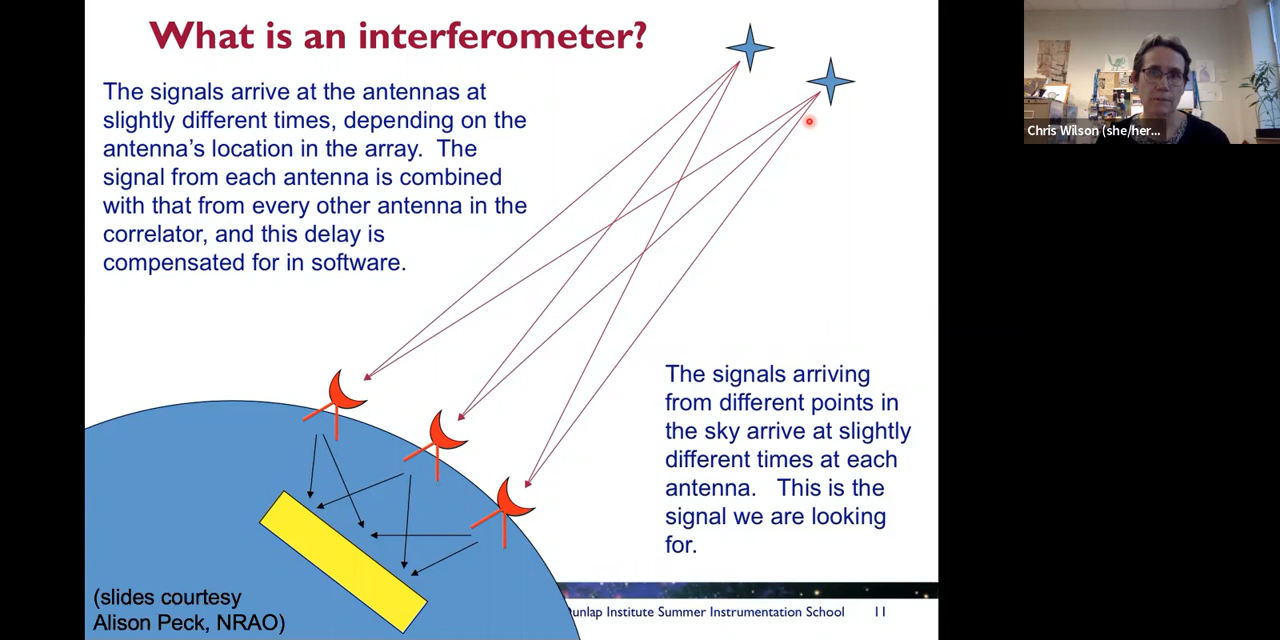 What is an interferometer?
The signals arrive at the antennas at
slightly different times, depending on the
antenna’s location in the array.  The
signal from each antenna is combined
with that from every other antenna in the
correlator, and this delay is
compensated for in software.
Chris Wilson (she/her...
The signals arriving
from different points in
the sky arrive at slightly
different times at each
antenna.   This is the
signal we are looking
for.
(slides courtesy
Alison Peck, NRAO)
Dunlap Institute Summer Instrumentation School 11